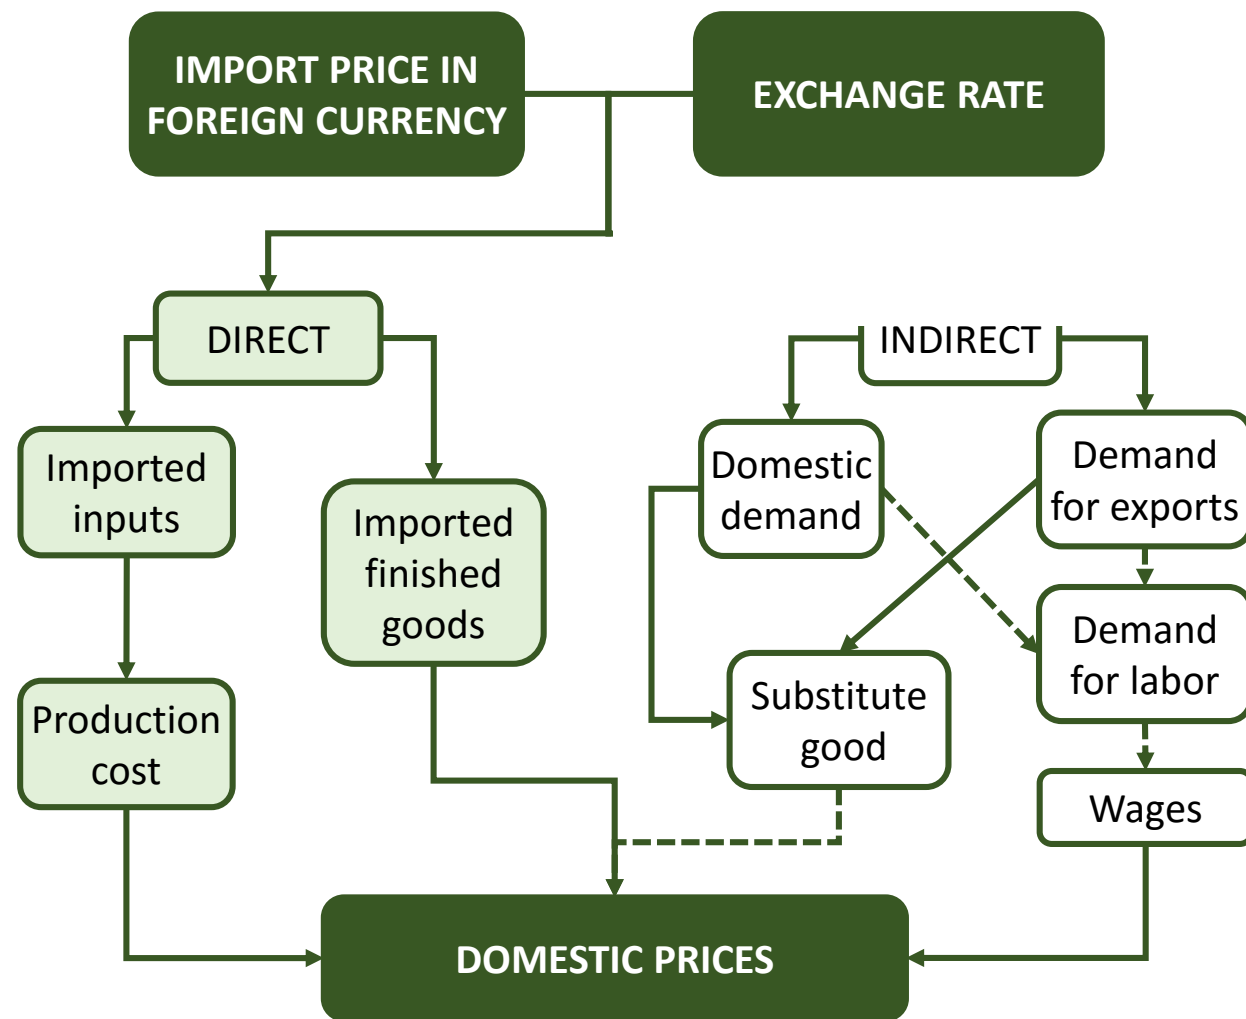 IMPORT PRICE IN
FOREIGN CURRENCY
EXCHANGE RATE
DIRECT
INDIRECT
Imported
inputs
Imported
finished
goods
Domestic
demand
Demand
for exports
Production
cost
Substitute
good
Demand
for labor
Wages
DOMESTIC PRICES